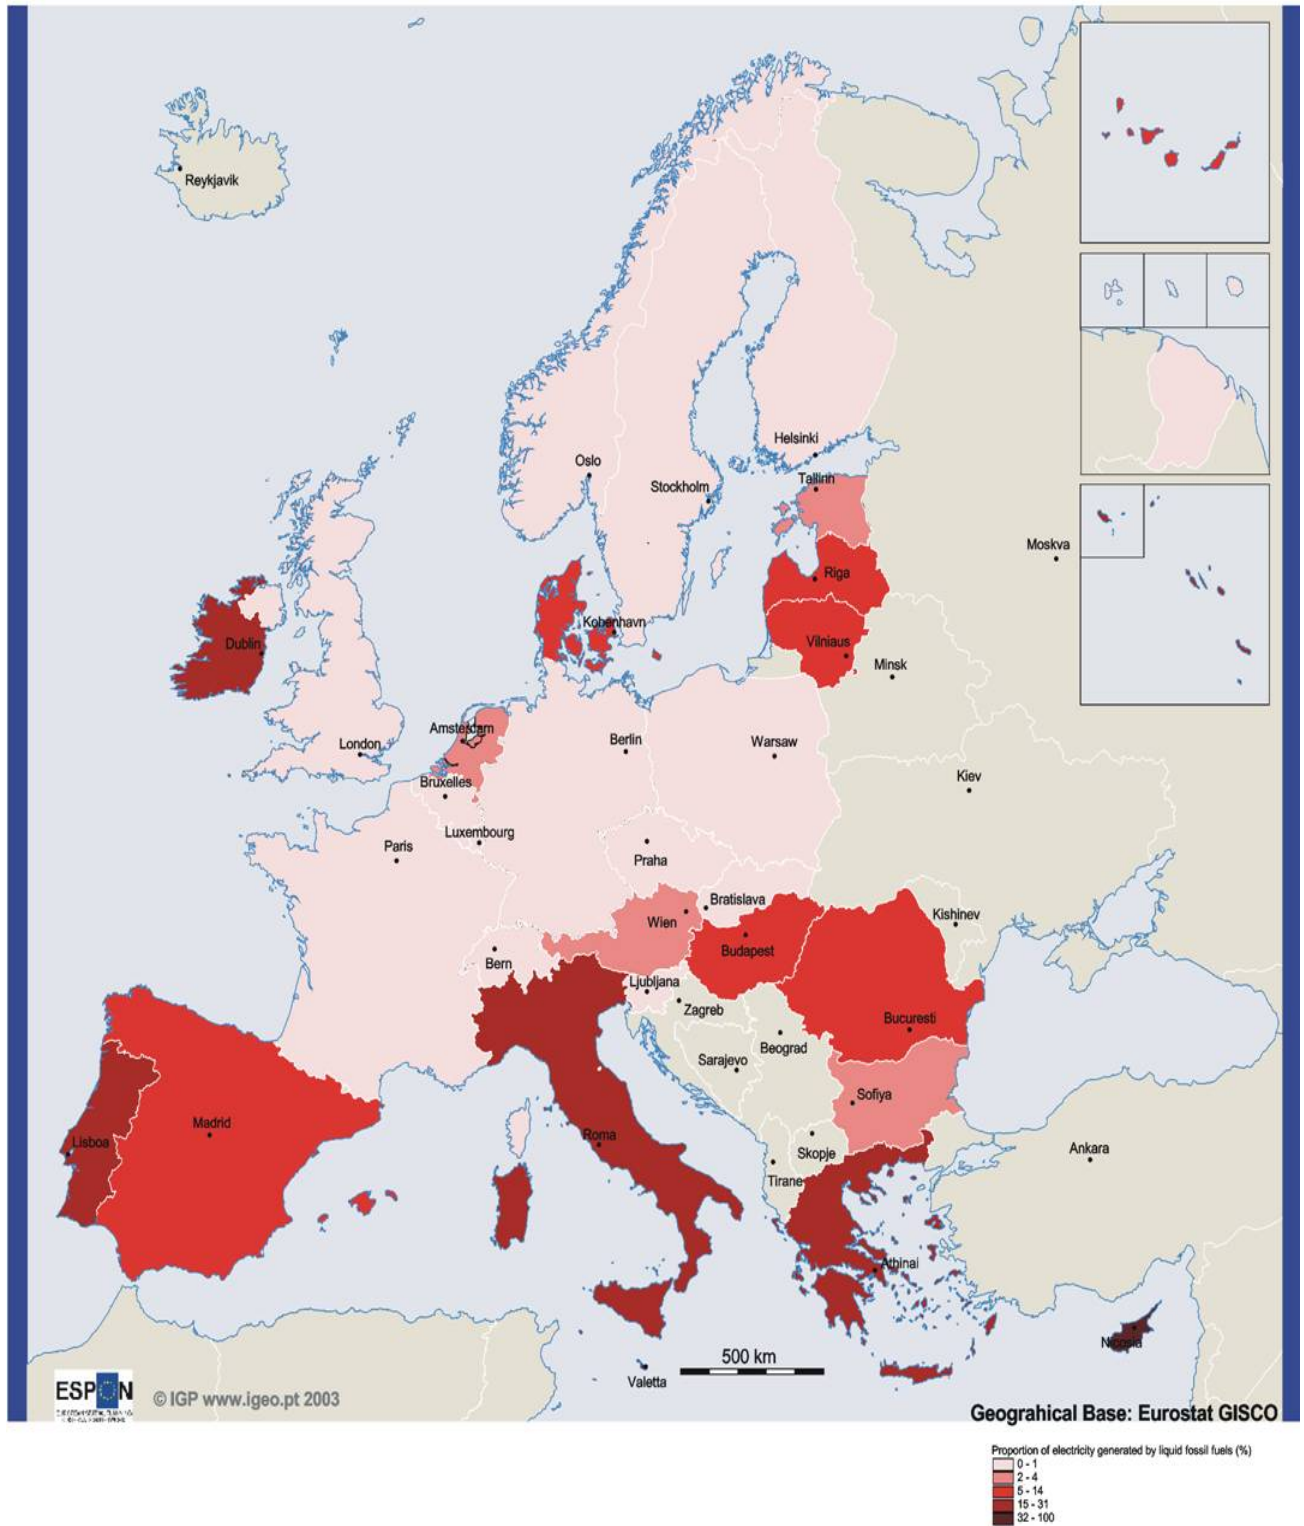 Reykjavik
Helsinki
Oslo
Tallinn
Stockholm
Moskva
Riga
Kobenhavn
Vilniaus
Dublin
Minsk
Amsterdam
London
Berlin
Warsaw
Kiev
Bruxelles
Luxembourg
Paris
Praha
Bratislava
Wien
Kishinev
Budapest
Bern
Ljubljana
Zagreb
Bucuresti
Beograd
Sarajevo
Sofiya
Madrid
Lisboa
Roma
Skopje
Ankara
Tirane
Athinai
Nicosia
500 km
Valetta
ESPON
© IGP www.igeo.pt 2003
Geograhical Base: Eurostat GISCO
Proportion of electricity generated by liquid fossil fuels (%)
0 - 1
2 - 4
5 - 14
15 - 31
32 - 100